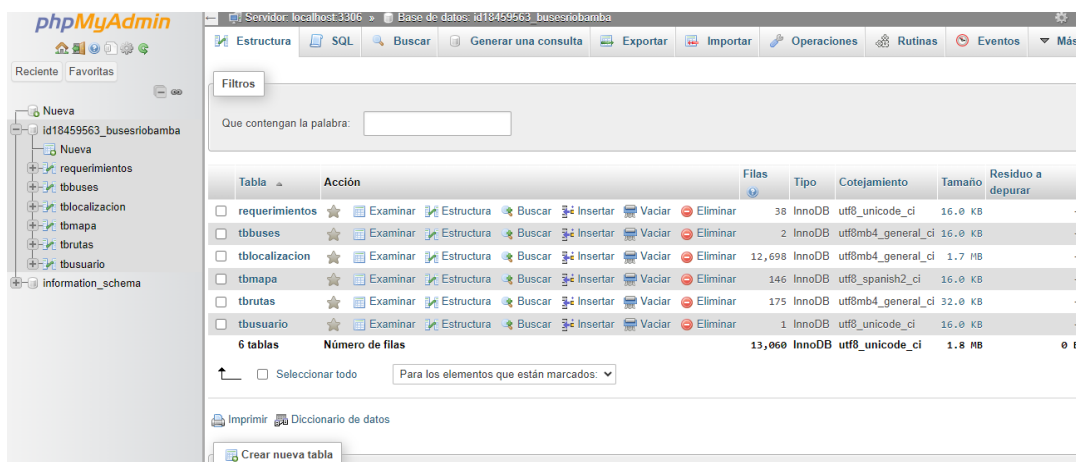 phpMyAdmin
Reciente Favoritas
Nueva
id18459563_busesriobamba
Nueva
requerimientos
tbbuses
tblocalizacion
tbmapa
tbrutas
tbusuario
information_schema
Servidor: localhost:3306 » Base de datos: id18459563_busesriobamba
Estructura SQL Buscar Generar una consulta Exportar Importar Operaciones Rutinas Eventos Más
Filtros
Que contengan la palabra:
Tabla Acción Filas Tipo Cotejamiento Tamaño Residuo a depurar
requerimientos Examinar Estructura Buscar Insertar Vaciar Eliminar 38 InnoDB utf8_unicode_ci 16.0 KB
tbbuses Examinar Estructura Buscar Insertar Vaciar Eliminar 2 InnoDB utf8mb4_general_ci 16.0 KB
tblocalizacion Examinar Estructura Buscar Insertar Vaciar Eliminar 12,698 InnoDB utf8mb4_general_ci 1.7 MB
tbmapa Examinar Estructura Buscar Insertar Vaciar Eliminar 146 InnoDB utf8_spanish2_ci 16.0 KB
tbrutas Examinar Estructura Buscar Insertar Vaciar Eliminar 175 InnoDB utf8mb4_general_ci 32.0 KB
tbusuario Examinar Estructura Buscar Insertar Vaciar Eliminar 1 InnoDB utf8_unicode_ci 16.0 KB
6 tablas Número de filas 13,060 InnoDB utf8_unicode_ci 1.8 MB 0
Seleccionar todo Para los elementos que están marcados:
Imprimir Diccionario de datos
Crear nueva tabla